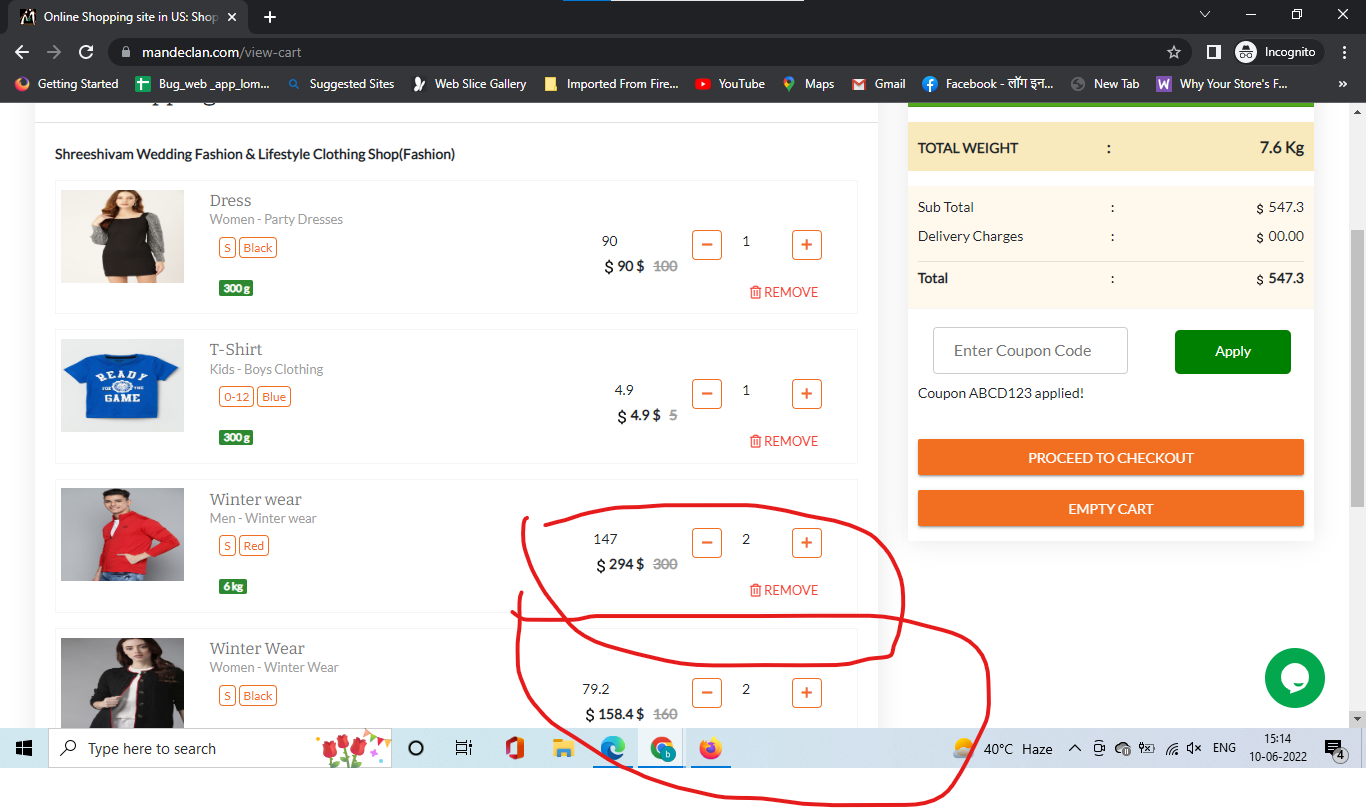 Online Shopping site in US: Shop
mandeclan.com/view-cart
Incognito
Getting Started
Bug_web _app_lom...
Suggested Sites
Web Slice Gallery
Imported From Fire...
YouTube
Maps
Gmail
Facebook - लॉग इन...
New Tab
W
Why Your Store's F...
»
Shreeshivam Wedding Fashion & Lifestyle Clothing Shop(Fashion)
Dress
Women - Party Dresses
S Black
300 g
90
$ 90 $ 100
− 1 +
REMOVE
T-Shirt
Kids - Boys Clothing
0-12 Blue
300 g
READY
FOR THE
GAME
4.9
$ 4.9 $ 5
− 1 +
REMOVE
Winter wear
Men - Winter wear
S Red
6 kg
147
$ 294 $ 300
− 2 +
REMOVE
Winter Wear
Women - Winter Wear
S Black
79.2
$ 158.4 $ 160
− 2 +
TOTAL WEIGHT : 7.6 Kg
Sub Total : $ 547.3
Delivery Charges : $ 00.00
Total : $ 547.3
Enter Coupon Code
Apply
Coupon ABCD123 applied!
PROCEED TO CHECKOUT
EMPTY CART
Type here to search
40°C Haze
ENG
15:14
10-06-2022
4